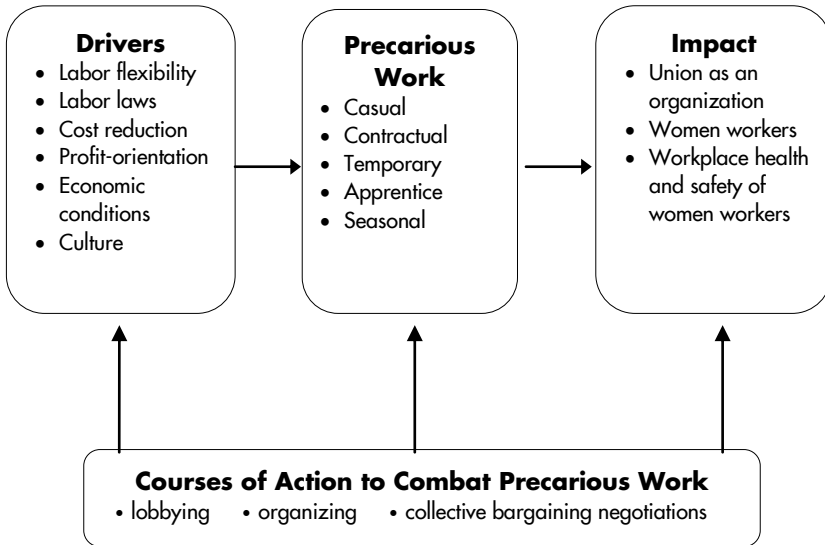 Drivers
• Labor flexibility
• Labor laws
• Cost reduction
• Profit-orientation
• Economic
conditions
• Culture
Precarious
Work
• Casual
• Contractual
• Temporary
• Apprentice
• Seasonal
Impact
• Union as an
organization
• Women workers
• Workplace health
and safety of
women workers
Courses of Action to Combat Precarious Work
• lobbying • organizing • collective bargaining negotiations